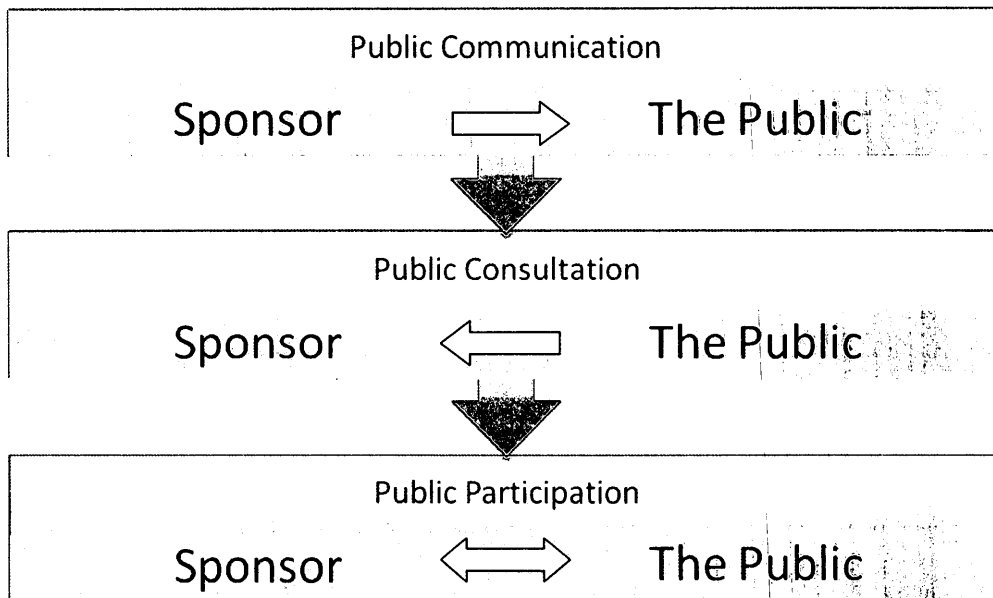 Public Communication
Sponsor The Public
Public Consultation
Sponsor The Public
Public Participation
Sponsor The Public